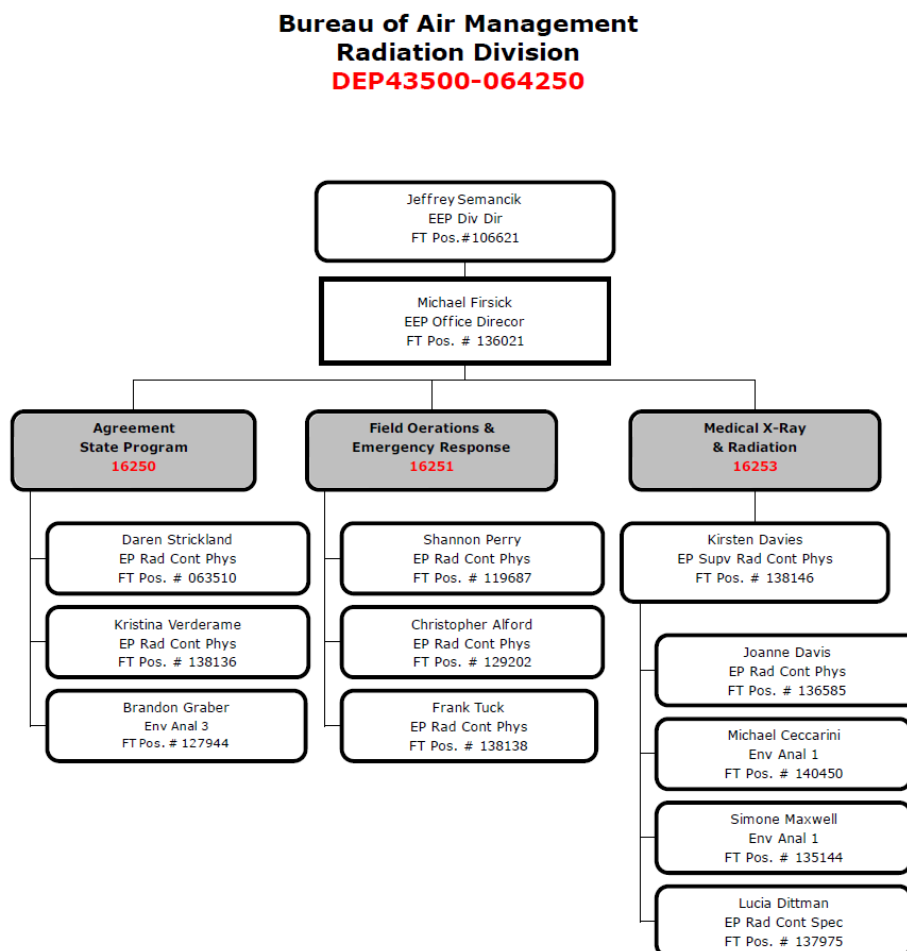 Bureau of Air Management
Radiation Division
DEP43500-064250
Jeffrey Semancik
EEP Div Dir
FT Pos.#106621
Michael Firsick
EEP Office Direcor
FT Pos. # 136021
Agreement
State Program
16250
Daren Strickland
EP Rad Cont Phys
FT Pos. # 063510
Kristina Verderame
EP Rad Cont Phys
FT Pos. # 138136
Brandon Graber
Env Anal 3
FT Pos. # 127944
Field Oerations &
Emergency Response
16251
Shannon Perry
EP Rad Cont Phys
FT Pos. # 119687
Christopher Alford
EP Rad Cont Phys
FT Pos. # 129202
Frank Tuck
EP Rad Cont Phys
FT Pos. # 138138
Medical X-Ray
& Radiation
16253
Kirsten Davies
EP Supv Rad Cont Phys
FT Pos. # 138146
Joanne Davis
EP Rad Cont Phys
FT Pos. # 136585
Michael Ceccarini
Env Anal 1
FT Pos. # 140450
Simone Maxwell
Env Anal 1
FT Pos. # 135144
Lucia Dittman
EP Rad Cont Spec
FT Pos. # 137975